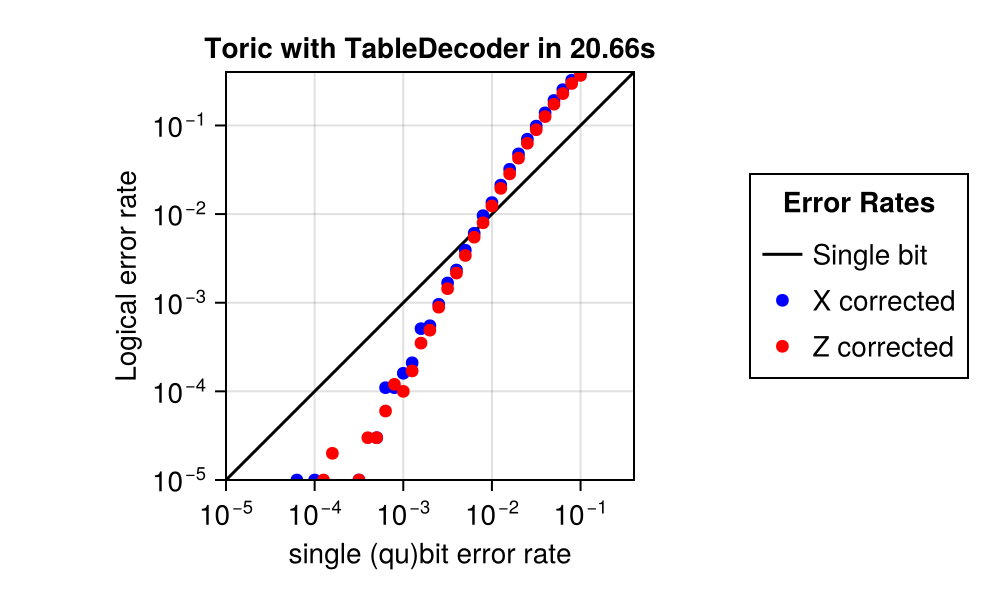 Toric with TableDecoder in 20.66s
Logical error rate
10⁻¹
10⁻²
10⁻³
10⁻⁴
10⁻⁵
10⁻⁵ 10⁻⁴ 10⁻³ 10⁻² 10⁻¹
single (qu)bit error rate
Error Rates
Single bit
X corrected
Z corrected